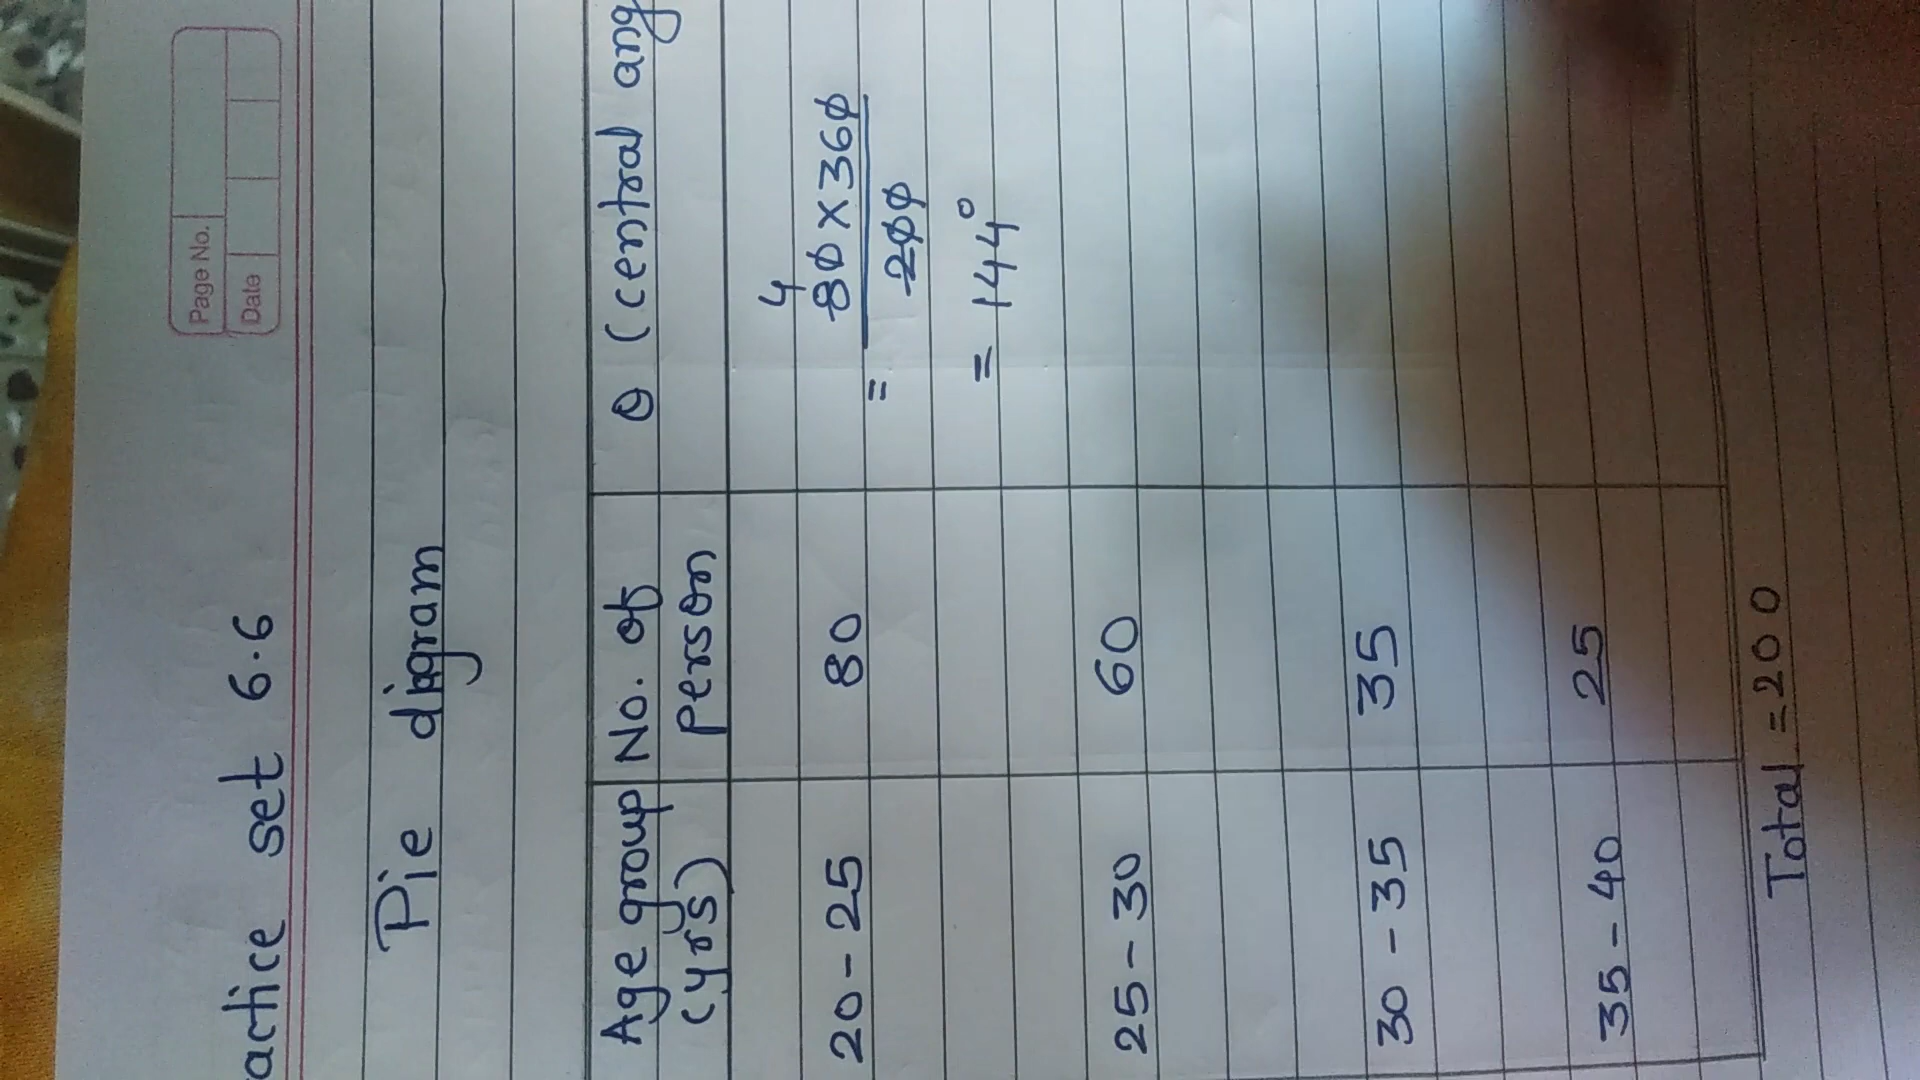 Page No.
Date
actice set 6.6
Pie diagram
Age group (yrs) No. of person θ (central ang
20-25 80 = 80 × 360 / 200
4
= 144°
25-30 60
30-35 35
35-40 25
Total = 200